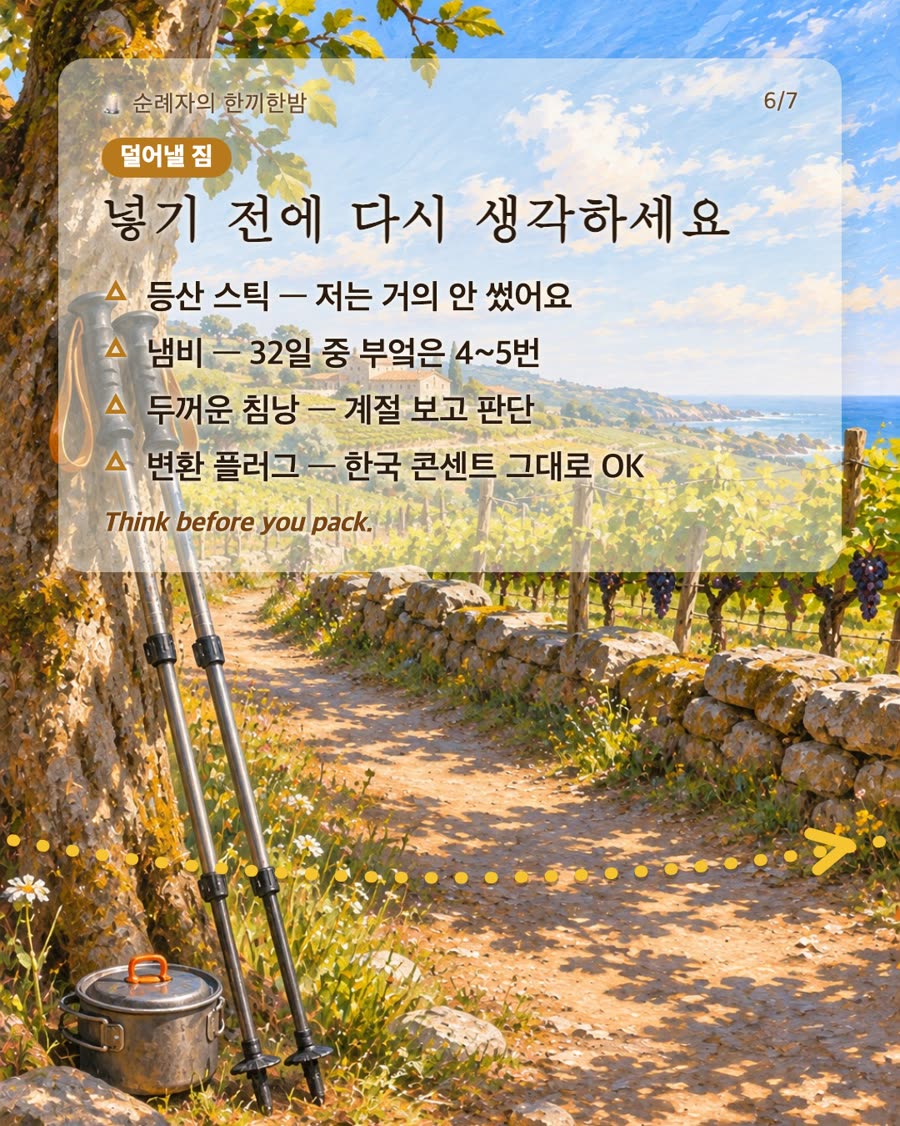 순례자의 한끼한밤
6/7
덜어낼 짐
넣기 전에 다시 생각하세요
등산 스틱 — 저는 거의 안 썼어요
냄비 — 32일 중 부엌은 4~5번
두꺼운 침낭 — 계절 보고 판단
변환 플러그 — 한국 콘센트 그대로 OK
Think before you pack.